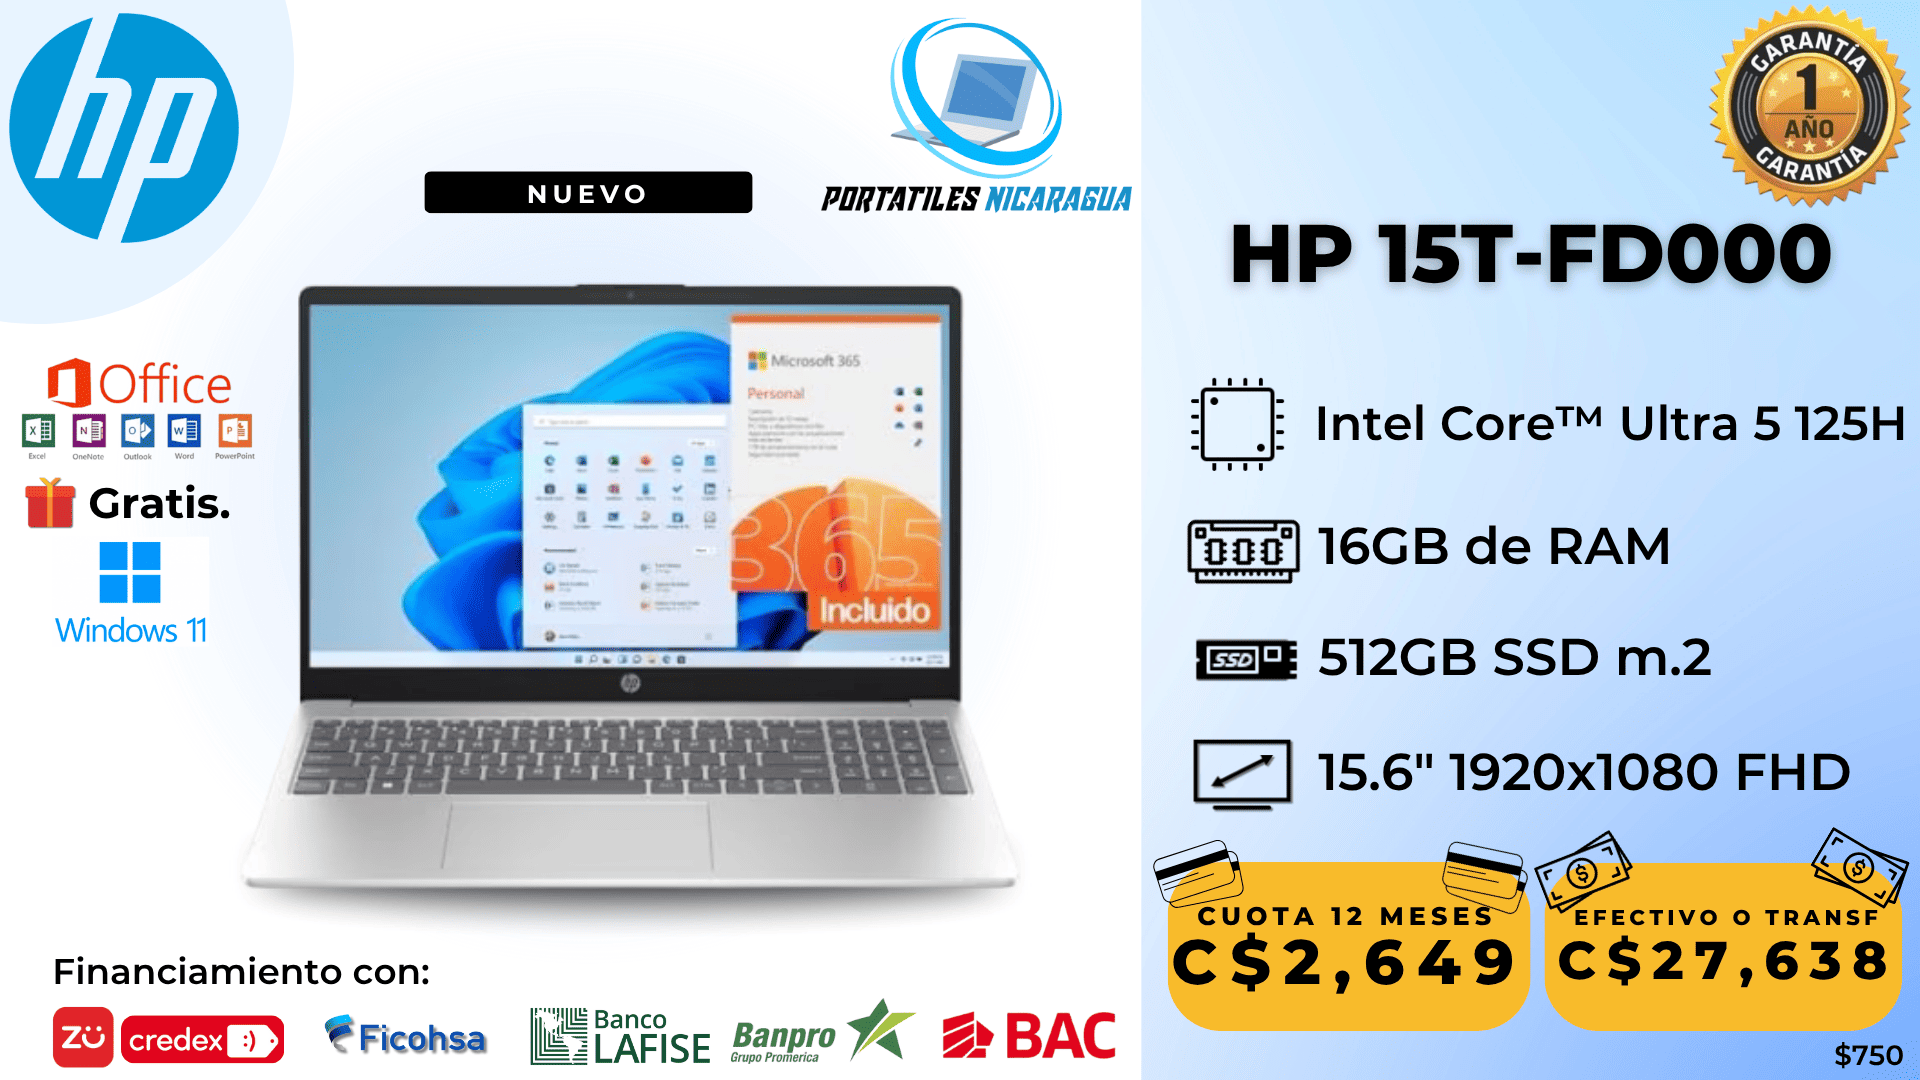 hp
NUEVO
PORTATILES NICARAGUA
GARANTÍA
1
AÑO
GARANTÍA
HP 15T-FD000
Office
Excel
OneNote
Outlook
Word
PowerPoint
Gratis.
Windows 11
Microsoft 365
Personal
365
Incluido
hp
Intel Core™ Ultra 5 125H
16GB de RAM
SSD
512GB SSD m.2
15.6" 1920x1080 FHD
CUOTA 12 MESES
C$2,649
EFECTIVO O TRANSF
C$27,638
$750
Financiamiento con:
zü
credex :)
Ficohsa
Banco
LAFISE
Banpro
Grupo Promerica
BAC